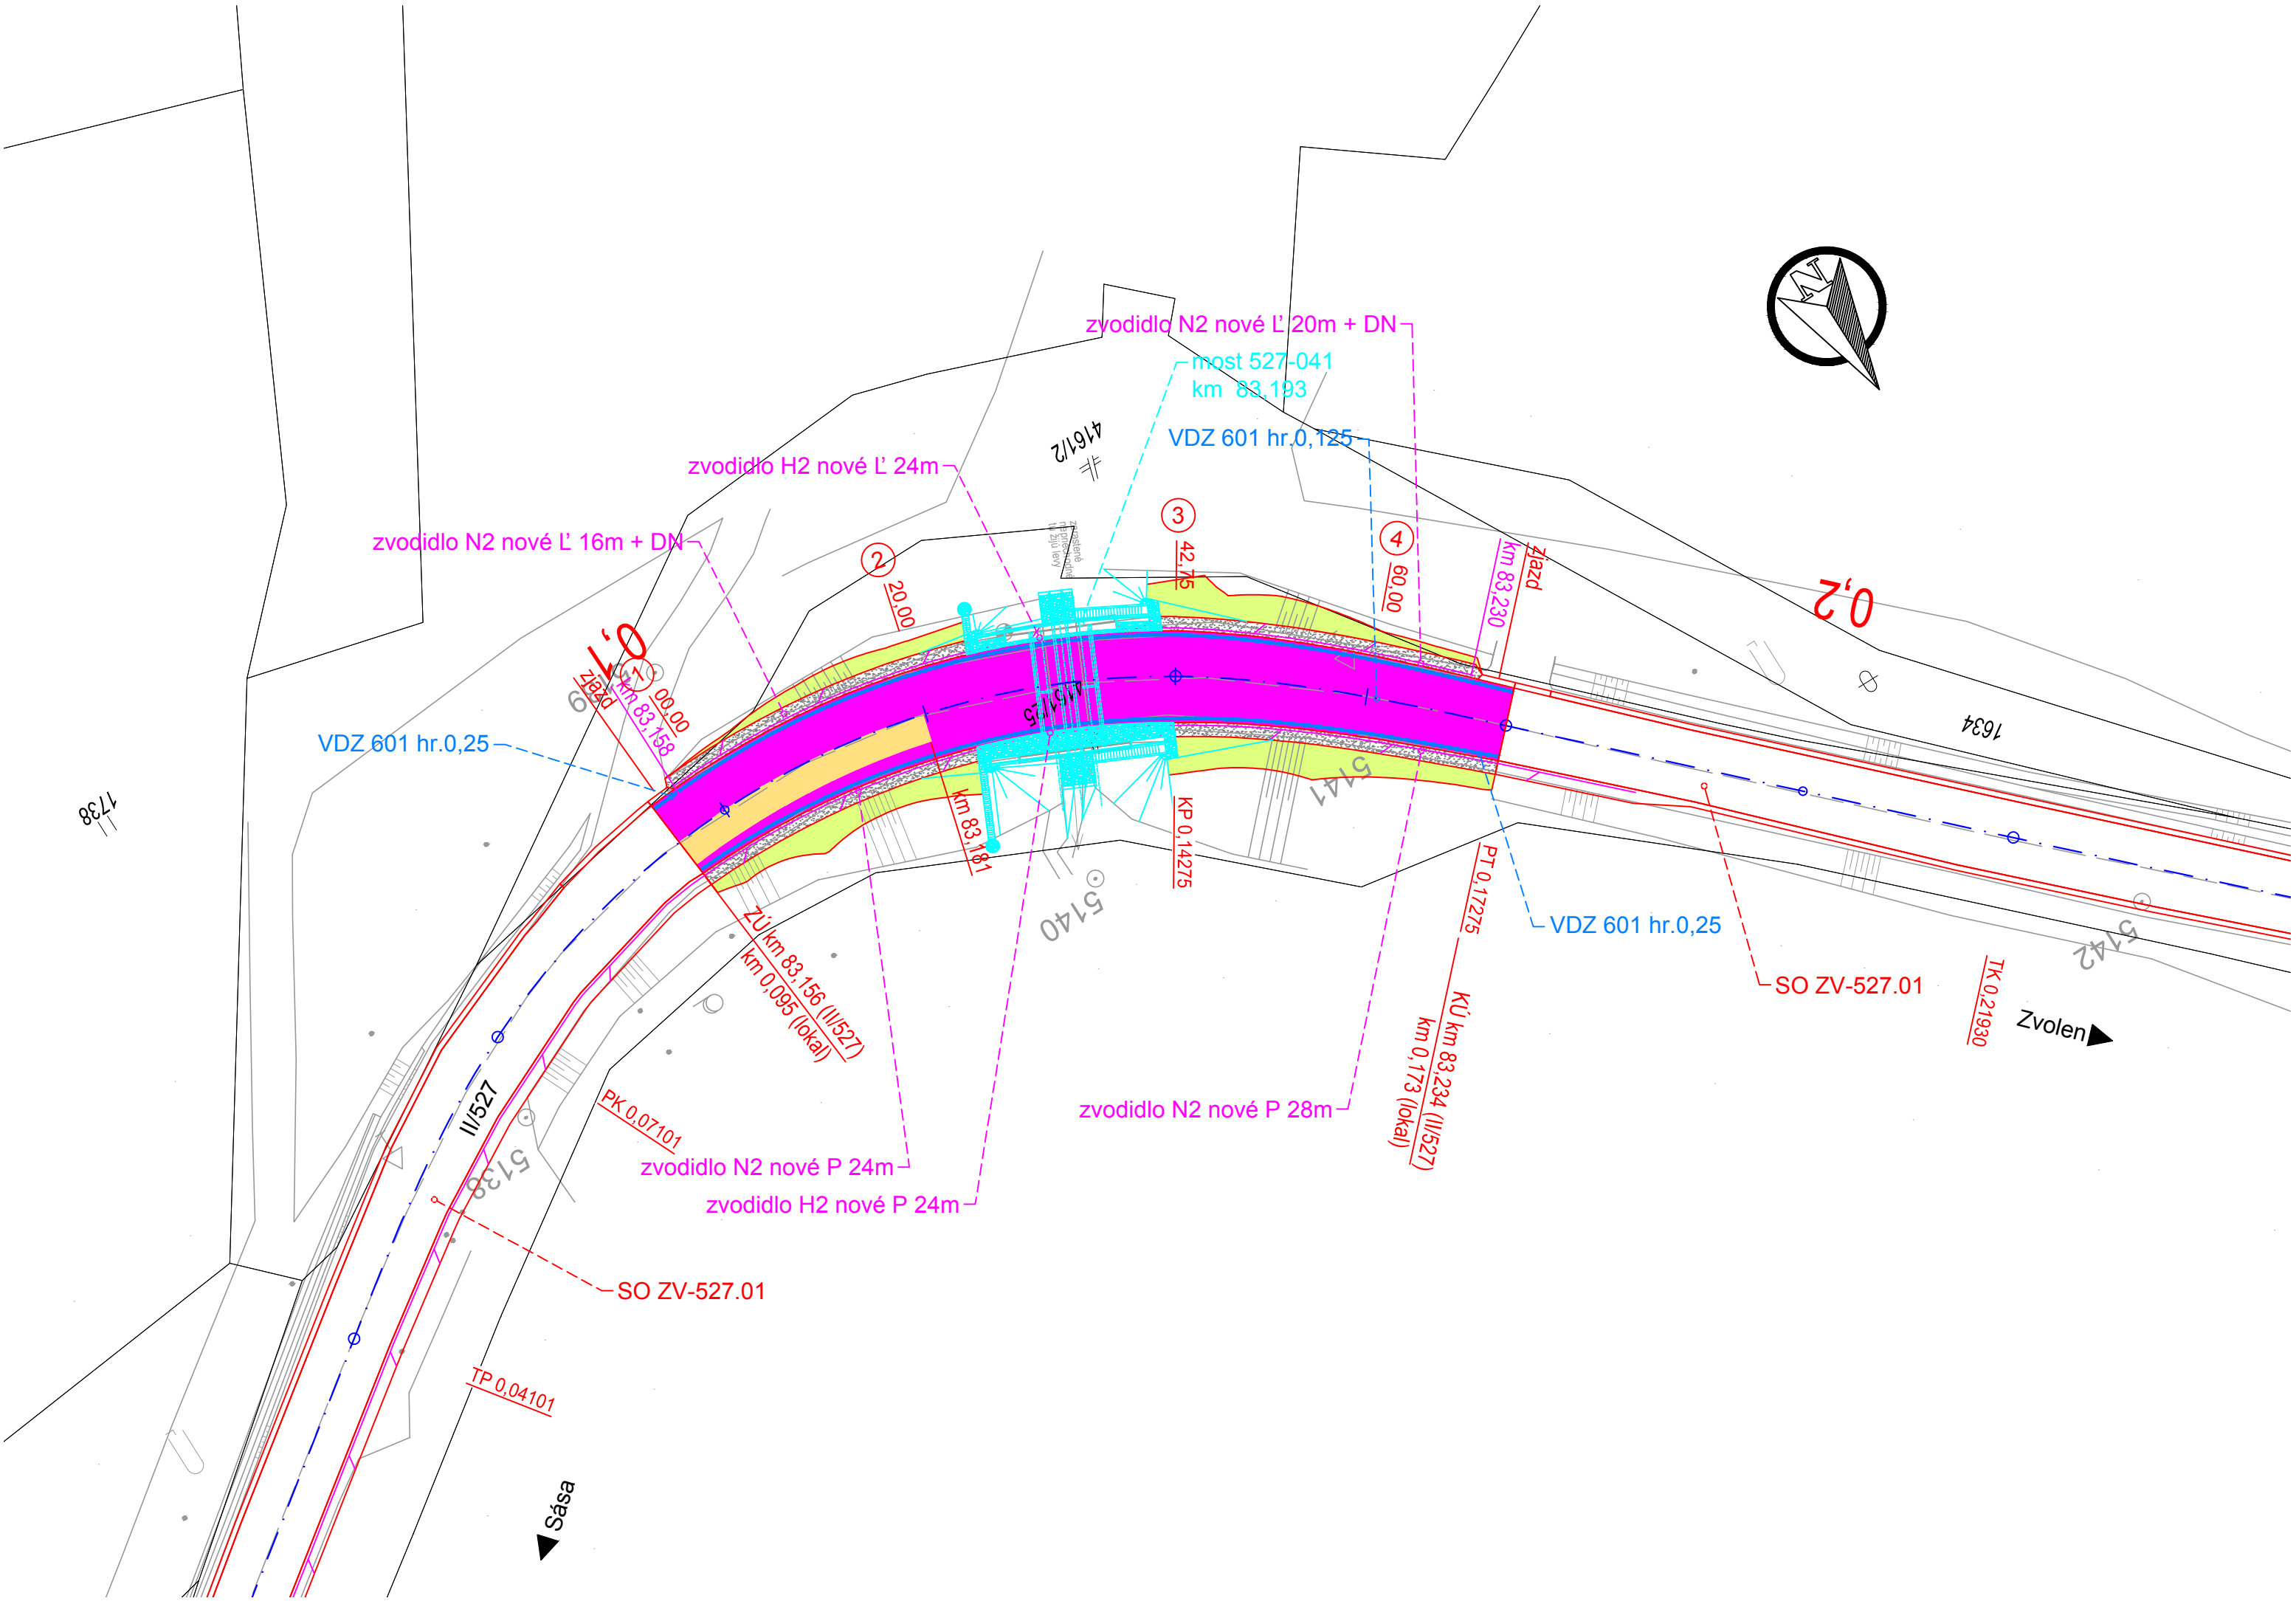 N
zvodidlo N2 nové Ľ 20m + DN
most 527-041
km 83,193
VDZ 601 hr.0,125
4161/2
zvodidlo H2 nové Ľ 24m
zvodidlo N2 nové Ľ 16m + DN
3
42,75
4
60,00
km 83,230
zjazd
2
20,00
0,2
0,1
1
00,00
zjazd
km 83,158
4161/25
1634
VDZ 601 hr.0,25
1738
5141
km 83,181
KP 0,14275
5140
PT 0,17275
VDZ 601 hr.0,25
5142
ZÚ km 83,156 (II/527)
km 0,095 (lokal)
SO ZV-527.01
TK 0,21930
Zvolen
KÚ km 83,234 (II/527)
km 0,173 (lokal)
II/527
PK 0,07101
zvodidlo N2 nové P 28m
5138
zvodidlo N2 nové P 24m
zvodidlo H2 nové P 24m
SO ZV-527.01
TP 0,04101
Sása